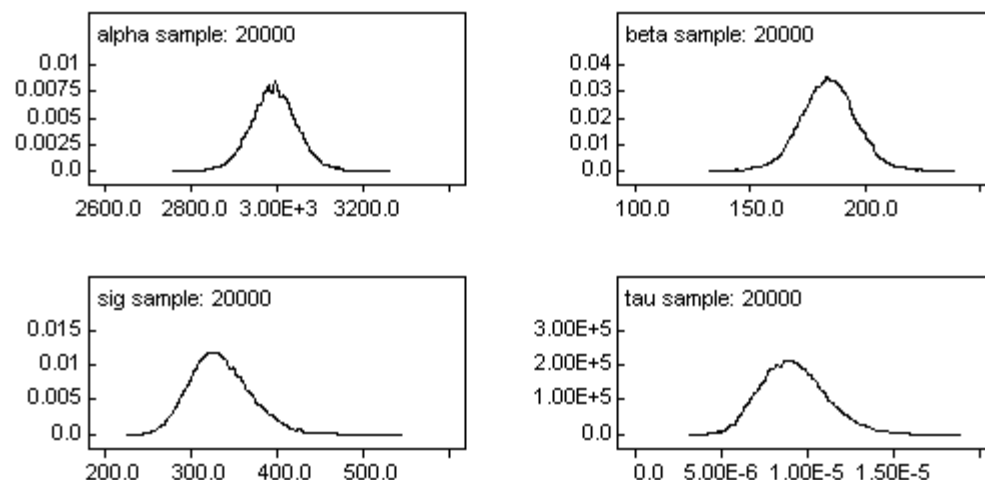 alpha sample: 20000
0.01
0.0075
0.005
0.0025
0.0
2600.0 2800.0 3.00E+3 3200.0
beta sample: 20000
0.04
0.03
0.02
0.01
0.0
100.0 150.0 200.0
sig sample: 20000
0.015
0.01
0.005
0.0
200.0 300.0 400.0 500.0
tau sample: 20000
3.00E+5
2.00E+5
1.00E+5
0.0
0.0 5.00E-6 1.00E-5 1.50E-5